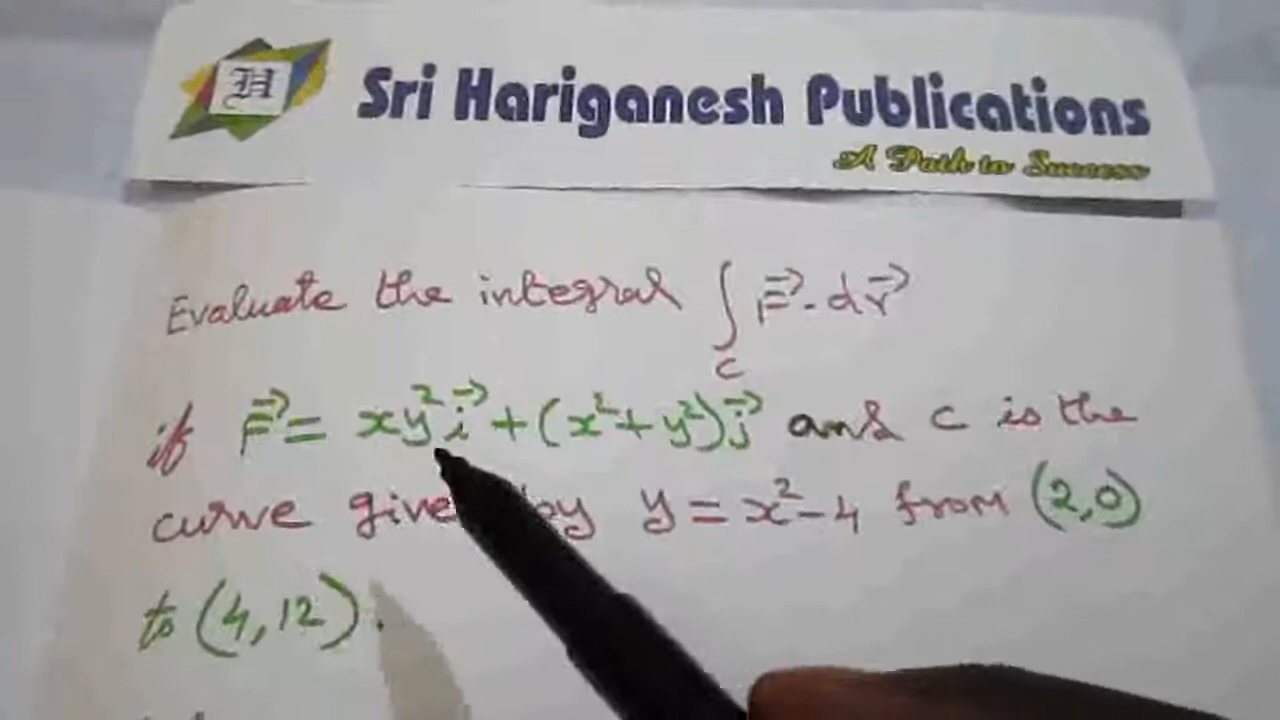 H
Sri Hariganesh Publications
A Path to Success
Evaluate the integral ∫_C F⃗ . dr⃗
if F⃗ = xy² i⃗ + (x² + y²) j⃗ and C is the
curve given by y = x² - 4 from (2,0)
to (4,12).